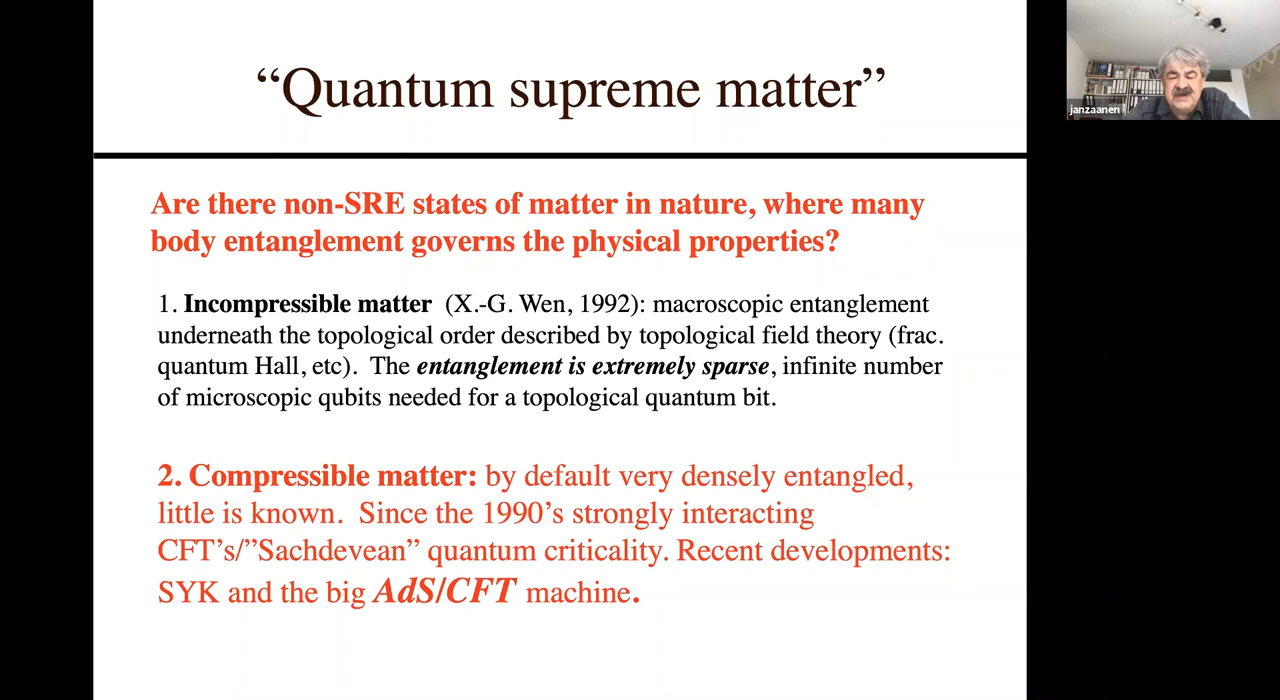 “Quantum supreme matter”
janzaanen
Are there non-SRE states of matter in nature, where many
body entanglement governs the physical properties?
1. Incompressible matter (X.-G. Wen, 1992): macroscopic entanglement
underneath the topological order described by topological field theory (frac.
quantum Hall, etc). The entanglement is extremely sparse, infinite number
of microscopic qubits needed for a topological quantum bit.
2. Compressible matter: by default very densely entangled,
little is known. Since the 1990’s strongly interacting
CFT’s/”Sachdevean” quantum criticality. Recent developments:
SYK and the big AdS/CFT machine.